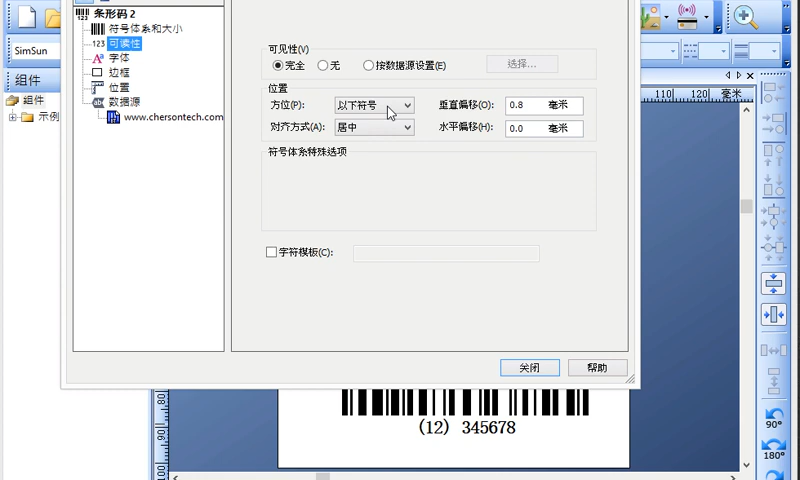 条形码 2
符号体系和大小
123 可读性
字体
边框
位置
abc 数据源
www.chersontech.com
SimSun
组件
组件
示例
可见性(V)
完全 无 按数据源设置(E) 选择...
位置
方位(P): 以下符号 垂直偏移(O): 0.8 毫米
对齐方式(A): 居中 水平偏移(H): 0.0 毫米
符号体系特殊选项
字符模板(C):
关闭 帮助
110 120 毫米
(12) 345678
90°
180°